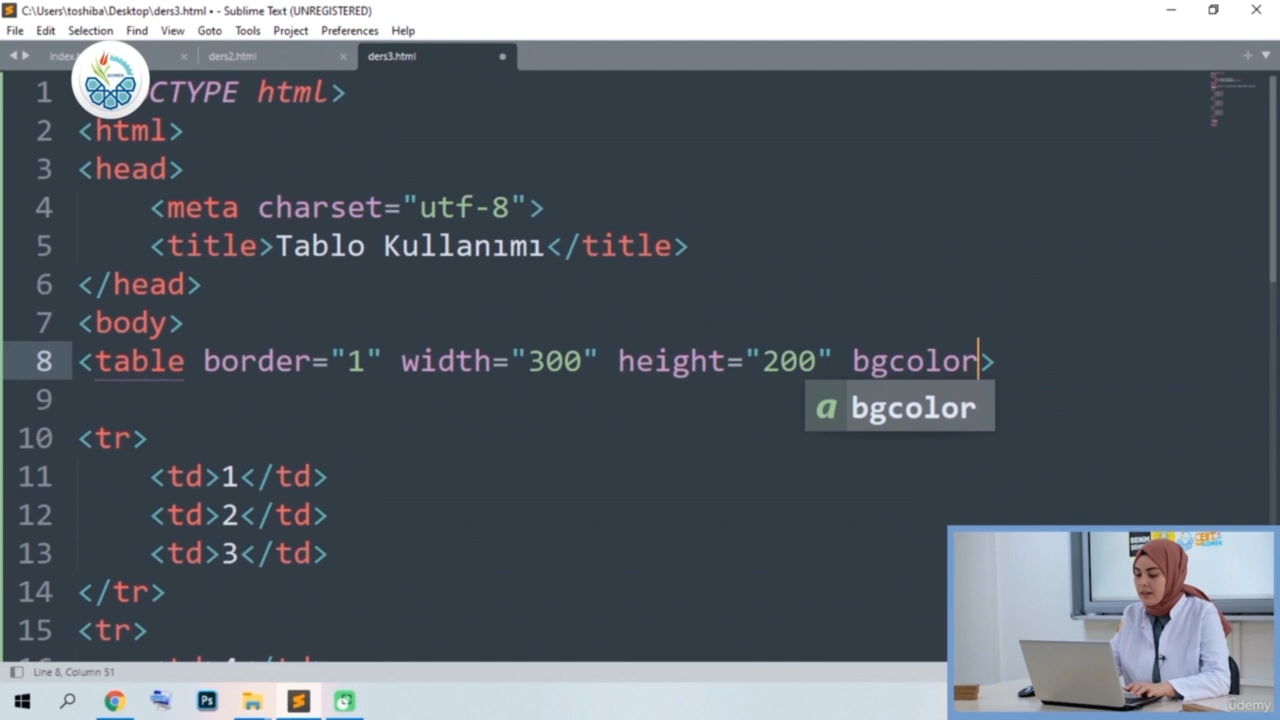 C:\Users\toshiba\Desktop\ders3.html • - Sublime Text (UNREGISTERED)
File Edit Selection Find View Goto Tools Project Preferences Help
index. ders2.html ders3.html
1 CTYPE html>
2 <html>
3 <head>
4 <meta charset="utf-8">
5 <title>Tablo Kullanımı</title>
6 </head>
7 <body>
8 <table border="1" width="300" height="200" bgcolor>
a bgcolor
9
10 <tr>
11 <td>1</td>
12 <td>2</td>
13 <td>3</td>
14 </tr>
15 <tr>
Line 8, Column 51
Ps
BENİM
udemy